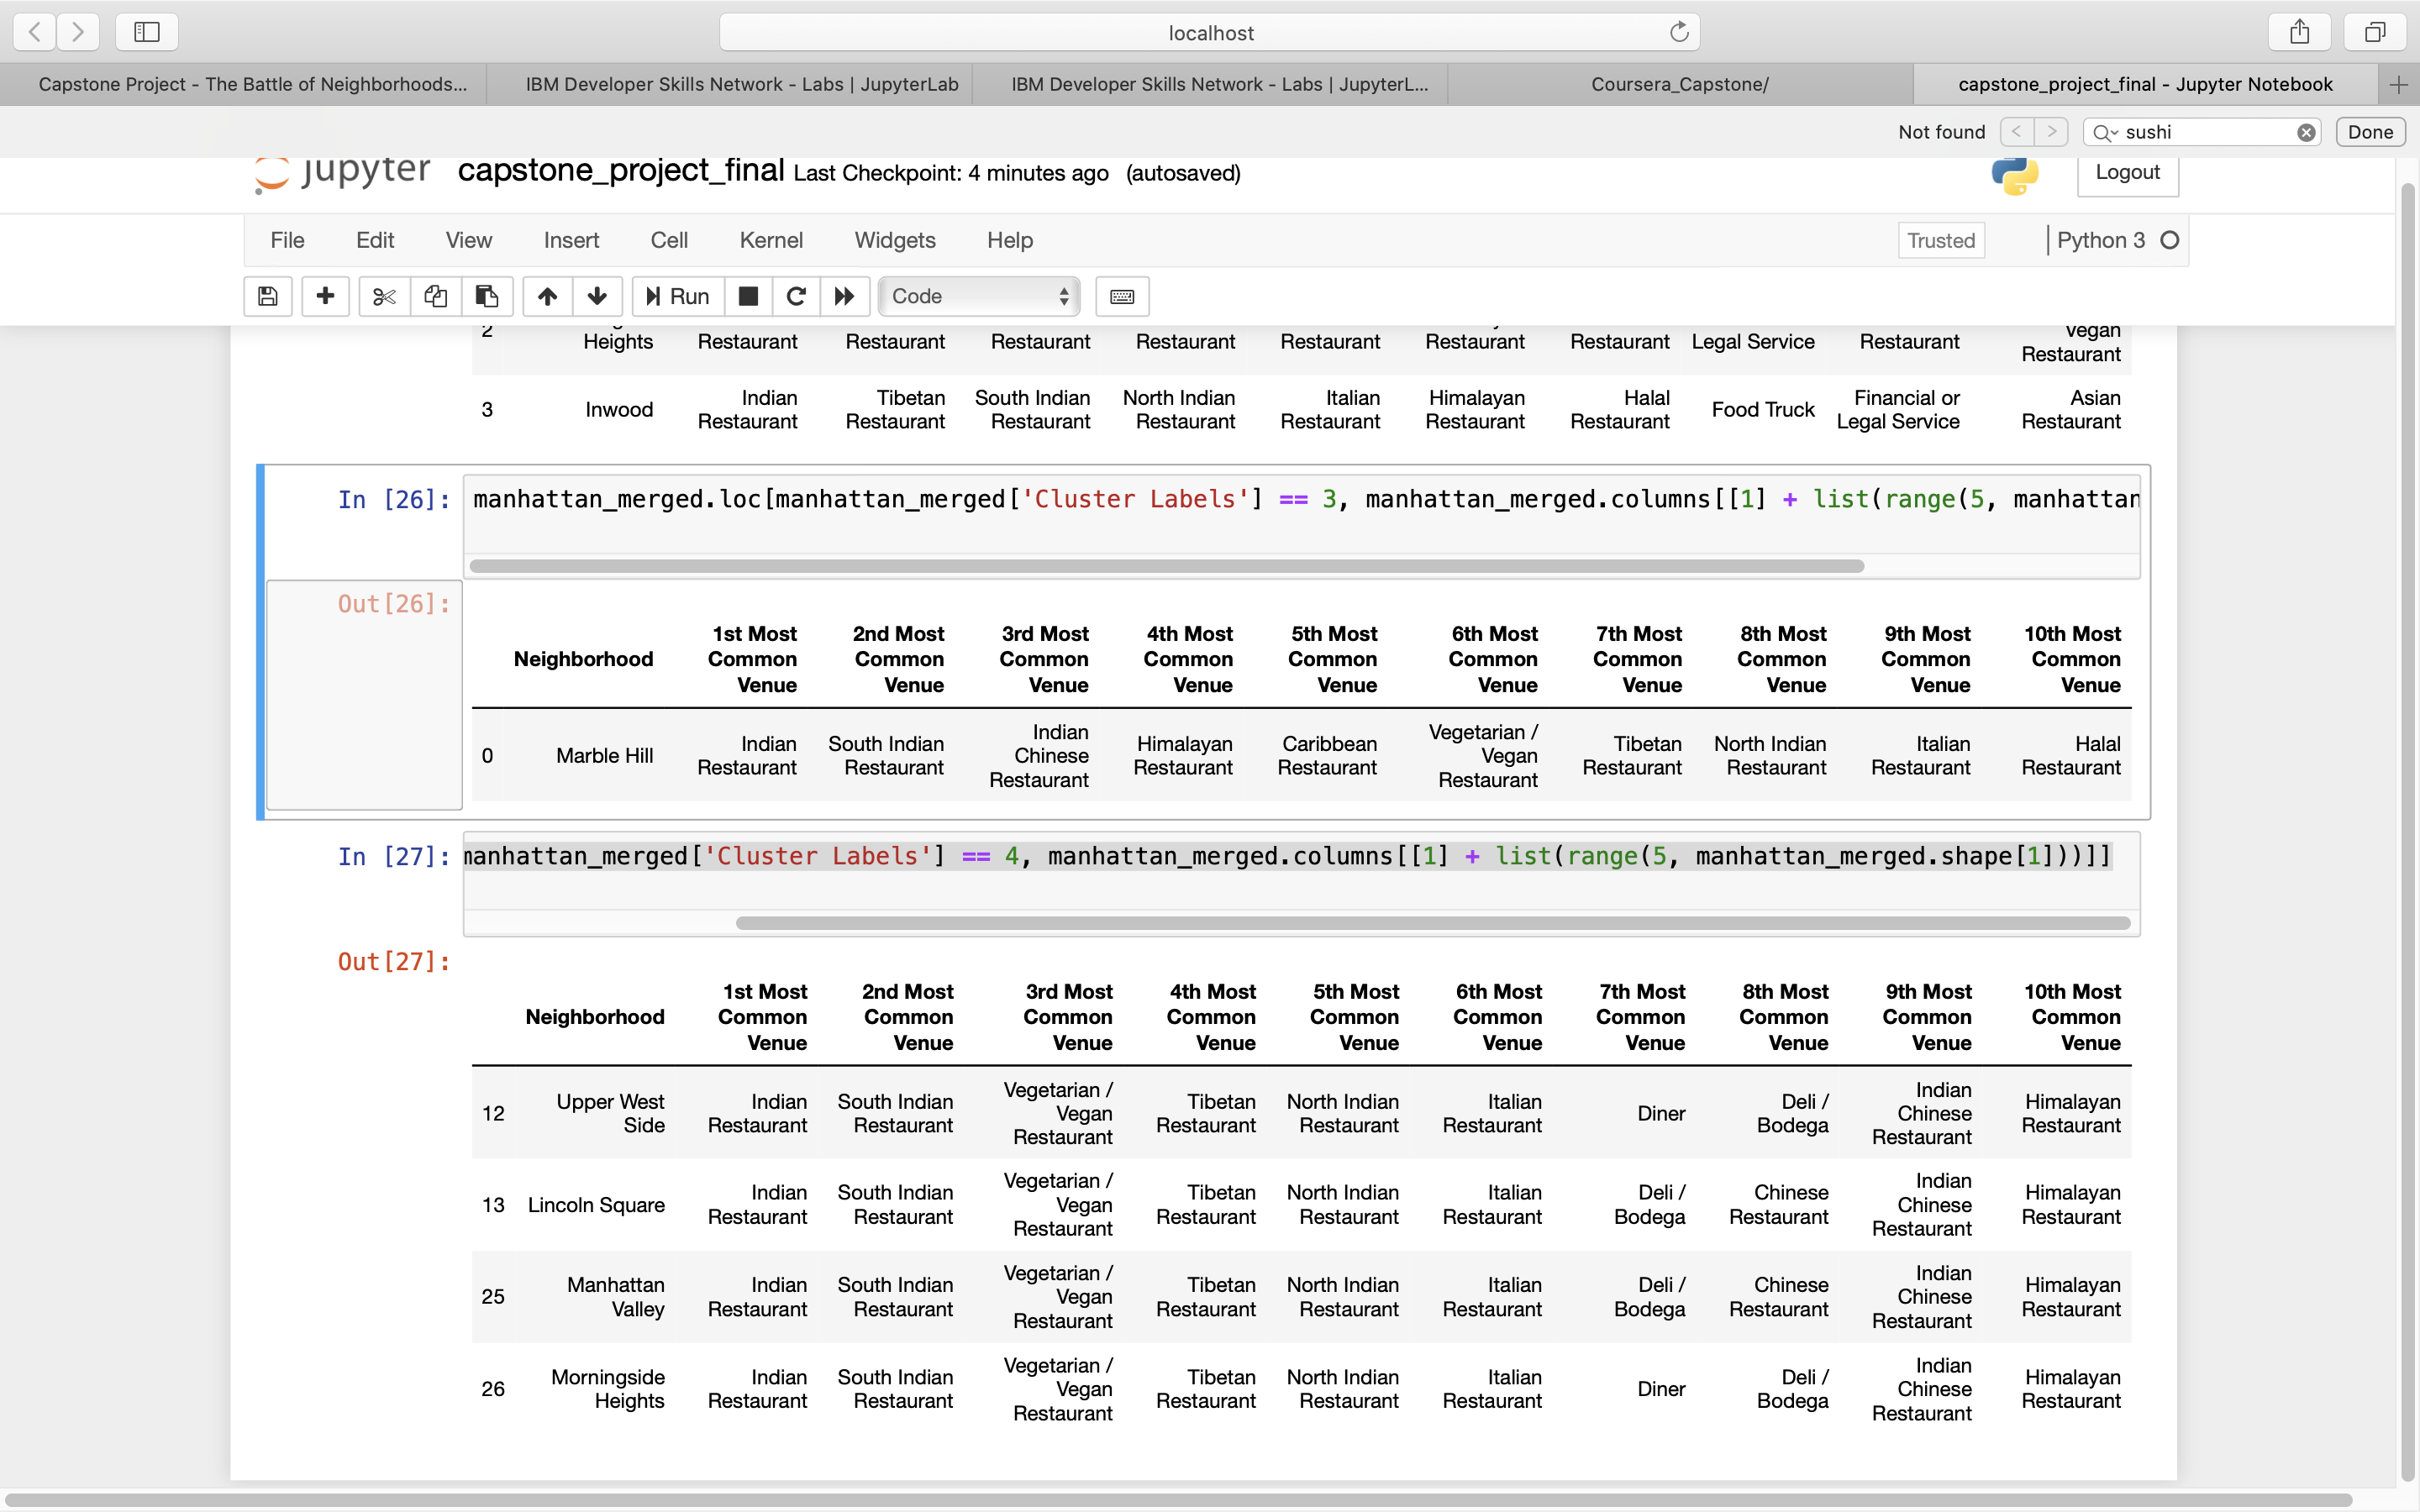 localhost
Capstone Project - The Battle of Neighborhoods...
IBM Developer Skills Network - Labs | JupyterLab
IBM Developer Skills Network - Labs | JupyterL...
Coursera_Capstone/
capstone_project_final - Jupyter Notebook
Not found
sushi
Done
jupyter capstone_project_final Last Checkpoint: 4 minutes ago (autosaved)
Logout
File Edit View Insert Cell Kernel Widgets Help
Trusted
Python 3
Run
Code
2 Heights Restaurant Restaurant Restaurant Restaurant Restaurant Restaurant Restaurant Legal Service Restaurant Vegan Restaurant
3 Inwood Indian Restaurant Tibetan Restaurant South Indian Restaurant North Indian Restaurant Italian Restaurant Himalayan Restaurant Halal Restaurant Food Truck Financial or Legal Service Asian Restaurant
In [26]: manhattan_merged.loc[manhattan_merged['Cluster Labels'] == 3, manhattan_merged.columns[[1] + list(range(5, manhattan
Out[26]:
Neighborhood 1st Most Common Venue 2nd Most Common Venue 3rd Most Common Venue 4th Most Common Venue 5th Most Common Venue 6th Most Common Venue 7th Most Common Venue 8th Most Common Venue 9th Most Common Venue 10th Most Common Venue
0 Marble Hill Indian Restaurant South Indian Restaurant Indian Chinese Restaurant Himalayan Restaurant Caribbean Restaurant Vegetarian / Vegan Restaurant Tibetan Restaurant North Indian Restaurant Italian Restaurant Halal Restaurant
In [27]: manhattan_merged['Cluster Labels'] == 4, manhattan_merged.columns[[1] + list(range(5, manhattan_merged.shape[1]))]]
Out[27]:
Neighborhood 1st Most Common Venue 2nd Most Common Venue 3rd Most Common Venue 4th Most Common Venue 5th Most Common Venue 6th Most Common Venue 7th Most Common Venue 8th Most Common Venue 9th Most Common Venue 10th Most Common Venue
12 Upper West Side Indian Restaurant South Indian Restaurant Vegetarian / Vegan Restaurant Tibetan Restaurant North Indian Restaurant Italian Restaurant Diner Deli / Bodega Indian Chinese Restaurant Himalayan Restaurant
13 Lincoln Square Indian Restaurant South Indian Restaurant Vegetarian / Vegan Restaurant Tibetan Restaurant North Indian Restaurant Italian Restaurant Deli / Bodega Chinese Restaurant Indian Chinese Restaurant Himalayan Restaurant
25 Manhattan Valley Indian Restaurant South Indian Restaurant Vegetarian / Vegan Restaurant Tibetan Restaurant North Indian Restaurant Italian Restaurant Deli / Bodega Chinese Restaurant Indian Chinese Restaurant Himalayan Restaurant
26 Morningside Heights Indian Restaurant South Indian Restaurant Vegetarian / Vegan Restaurant Tibetan Restaurant North Indian Restaurant Italian Restaurant Diner Deli / Bodega Indian Chinese Restaurant Himalayan Restaurant